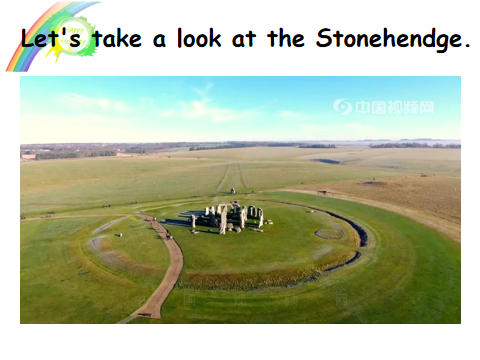 Let's take a look at the Stonehendge.
中国视频网